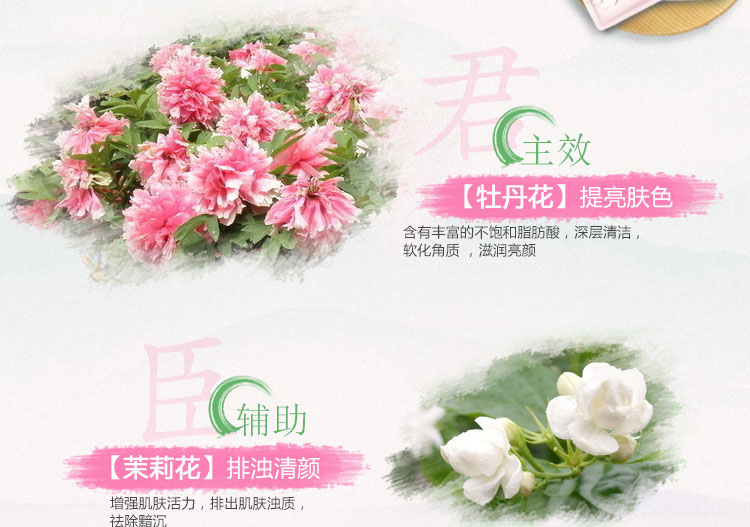 君
主效
【牡丹花】提亮肤色
含有丰富的不饱和脂肪酸，深层清洁，
软化角质 ，滋润亮颜
臣
辅助
【茉莉花】排浊清颜
增强肌肤活力，排出肌肤浊质，
祛除黯沉